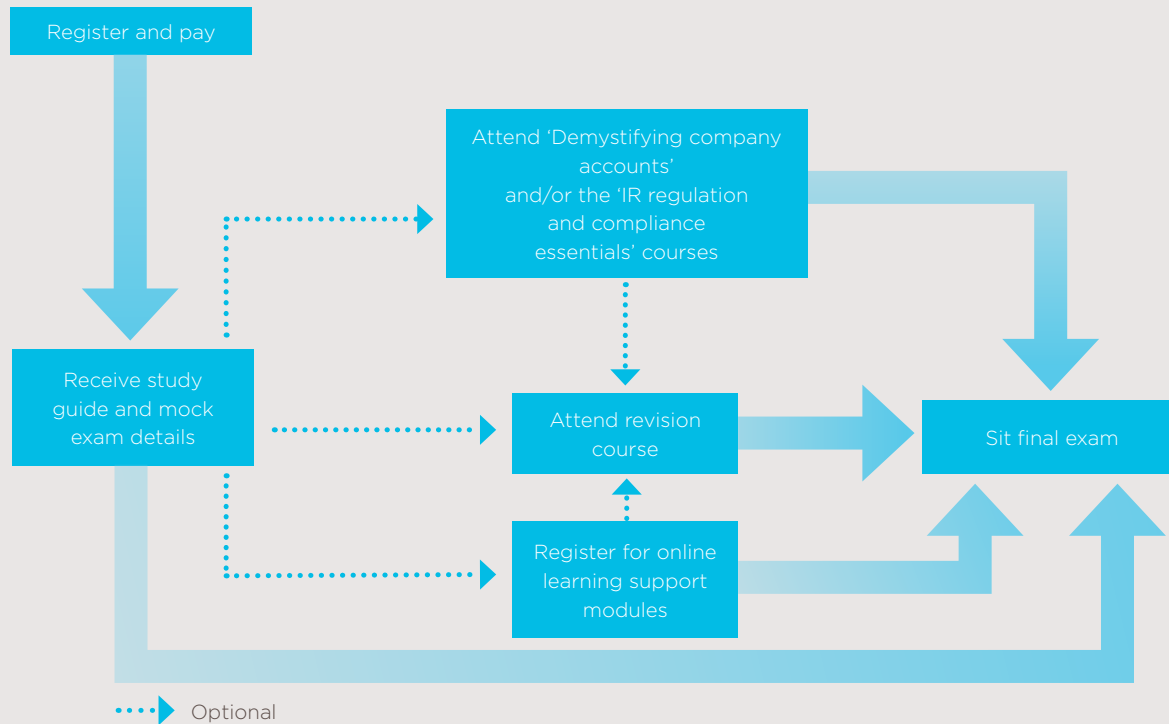 Register and pay
Attend ‘Demystifying company
accounts’
and/or the ‘IR regulation
and compliance
essentials’ courses
Receive study
guide and mock
exam details
Attend revision
course
Sit final exam
Register for online
learning support
modules
Optional